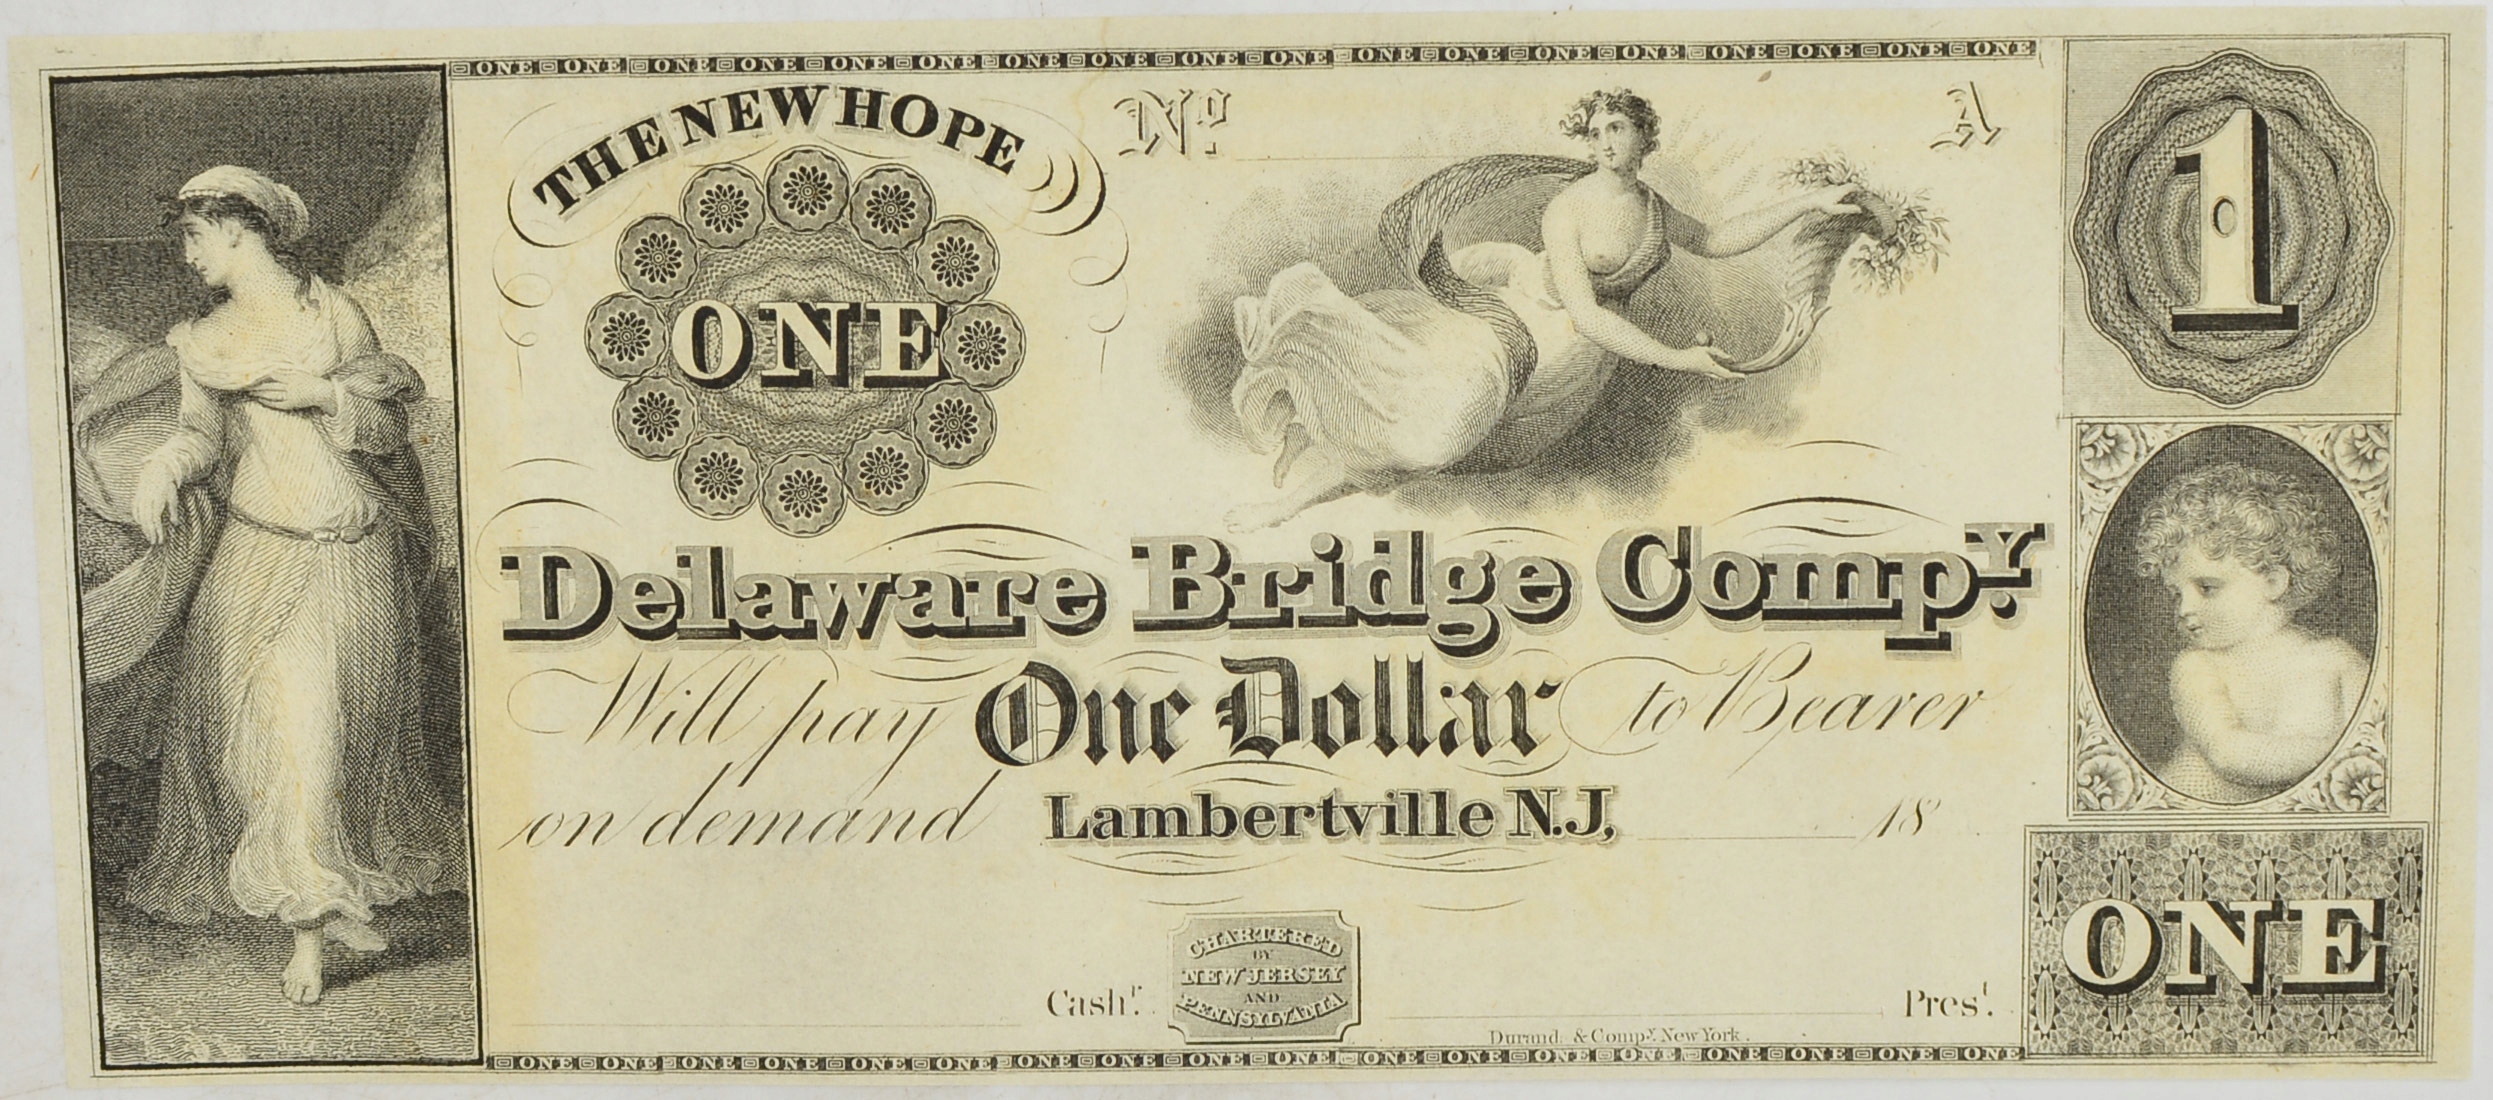 ONE ONE ONE ONE ONE ONE ONE ONE ONE ONE ONE ONE ONE ONE ONE ONE ONE ONE
THE NEW HOPE
Nº. A
1
ONE
Delaware Bridge Compʸ.
Will pay One Dollar to Bearer
on demand Lambertville N.J, 18
CHARTERED
BY
NEW JERSEY
AND
PENNSYLVANIA
Cashʳ. Presᵗ.
ONE
Durand & Compʸ. New York.
ONE ONE ONE ONE ONE ONE ONE ONE ONE ONE ONE ONE ONE ONE ONE ONE ONE ONE